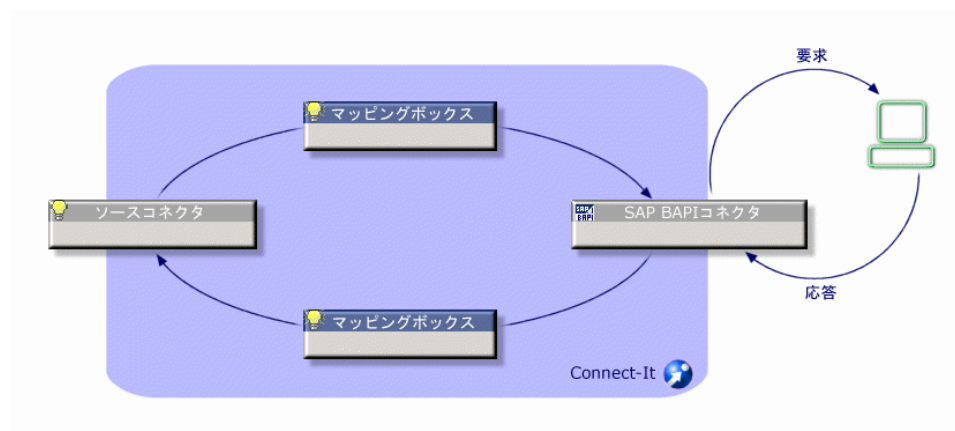 要求
マッピングボックス
ソースコネクタ
SAP BAPI
SAP BAPIコネクタ
応答
マッピングボックス
Connect-It